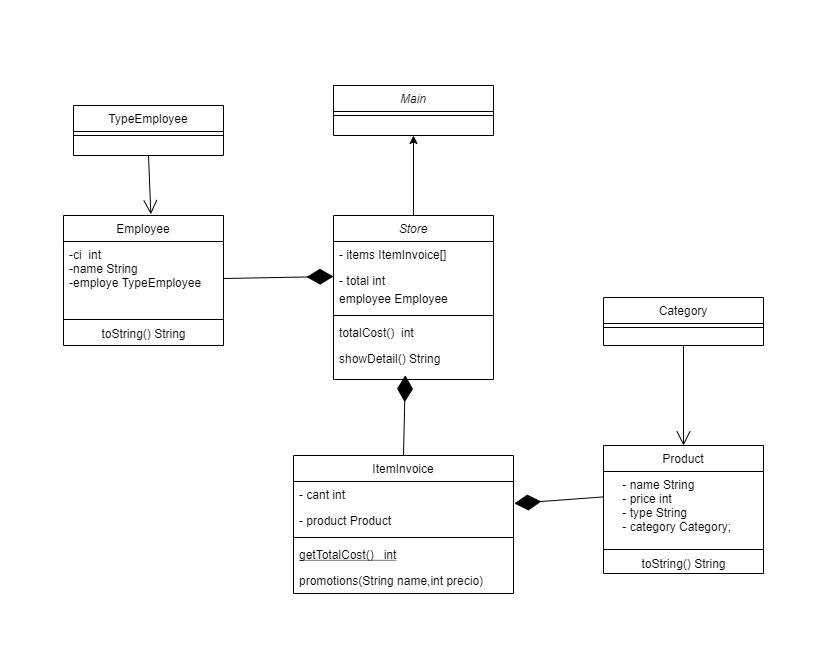 Main
TypeEmployee
Employee
-ci  int
-name String
-employe TypeEmployee
toString() String
Store
- items ItemInvoice[]
- total int
employee Employee
totalCost()  int
showDetail() String
Category
ItemInvoice
- cant int
- product Product
getTotalCost()   int
promotions(String name,int precio)
Product
- name String
- price int
- type String
- category Category;
toString() String